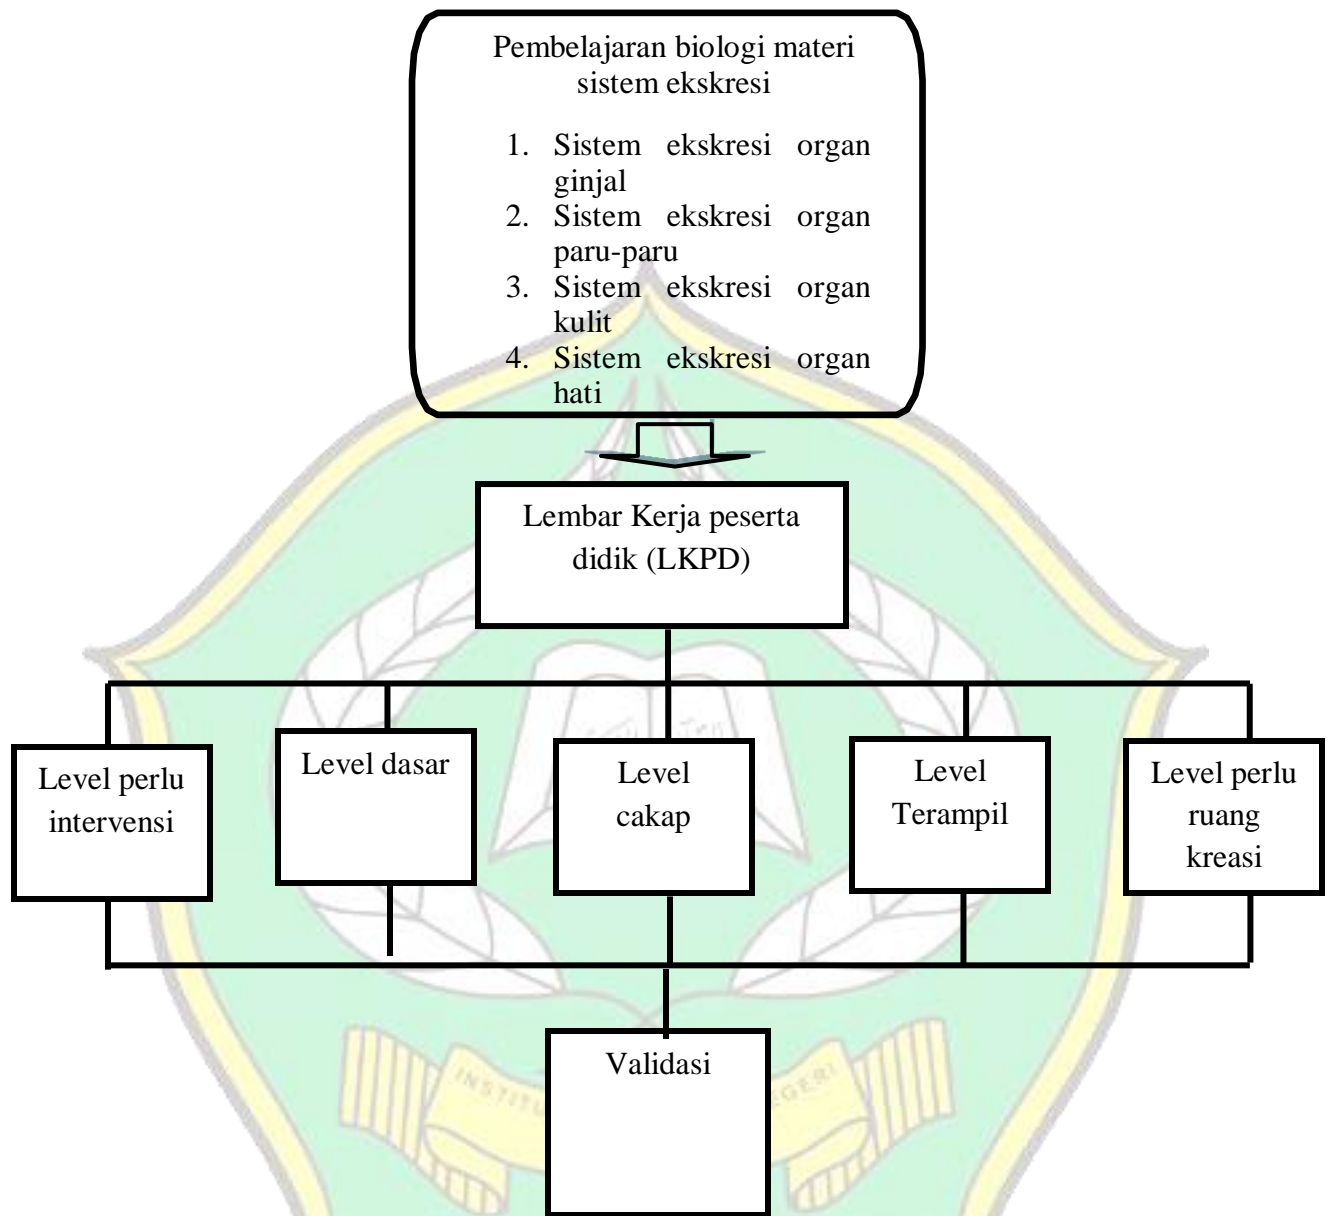 Pembelajaran biologi materi
sistem ekskresi
1. Sistem ekskresi organ
ginjal
2. Sistem ekskresi organ
paru-paru
3. Sistem ekskresi organ
kulit
4. Sistem ekskresi organ
hati
Lembar Kerja peserta
didik (LKPD)
Level perlu
intervensi
Level dasar
Level
cakap
Level
Terampil
Level perlu
ruang
kreasi
Validasi